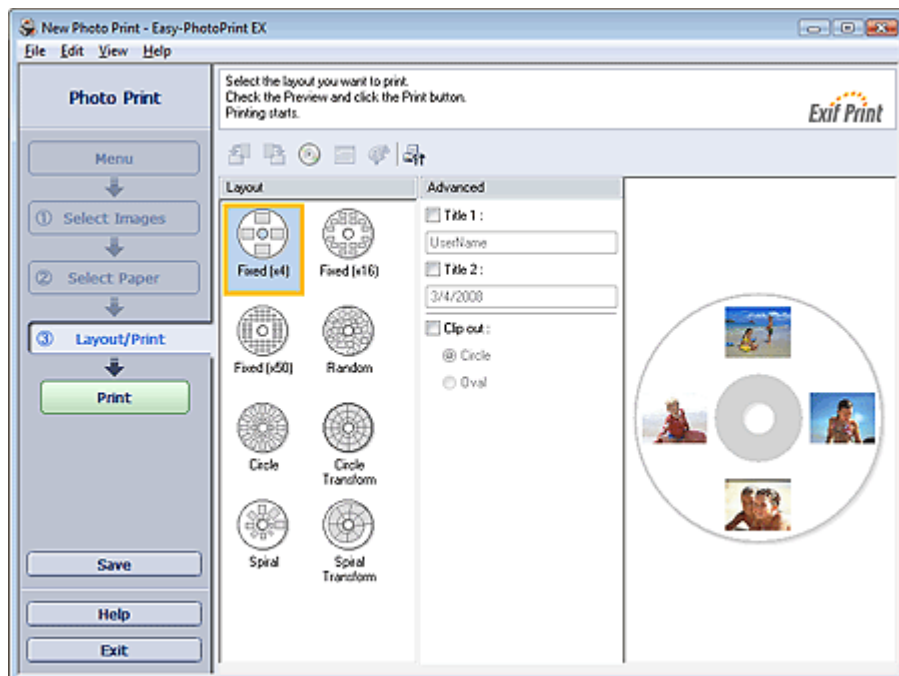 New Photo Print - Easy-PhotoPrint EX
File Edit View Help
Photo Print
Select the layout you want to print.
Check the Preview and click the Print button.
Printing starts.
Exif Print
Menu
① Select Images
② Select Paper
③ Layout/Print
Print
Save
Help
Exit
Layout
Fixed (x4)
Fixed (x16)
Fixed (x50)
Random
Circle
Circle
Transform
Spiral
Spiral
Transform
Advanced
Title 1 :
UserName
Title 2 :
3/4/2008
Clip out :
Circle
Oval